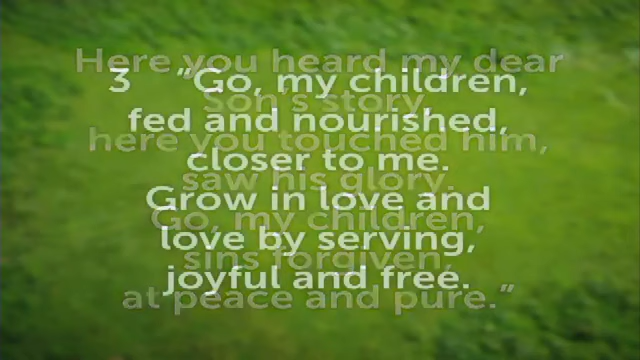 Here you heard my dear
3 “Go, my children,
Son's story,
fed and nourished,
here you touched him,
closer to me.
saw his glory.
Grow in love and
Go, my children,
love by serving,
sins forgiven,
joyful and free.
at peace and pure.”